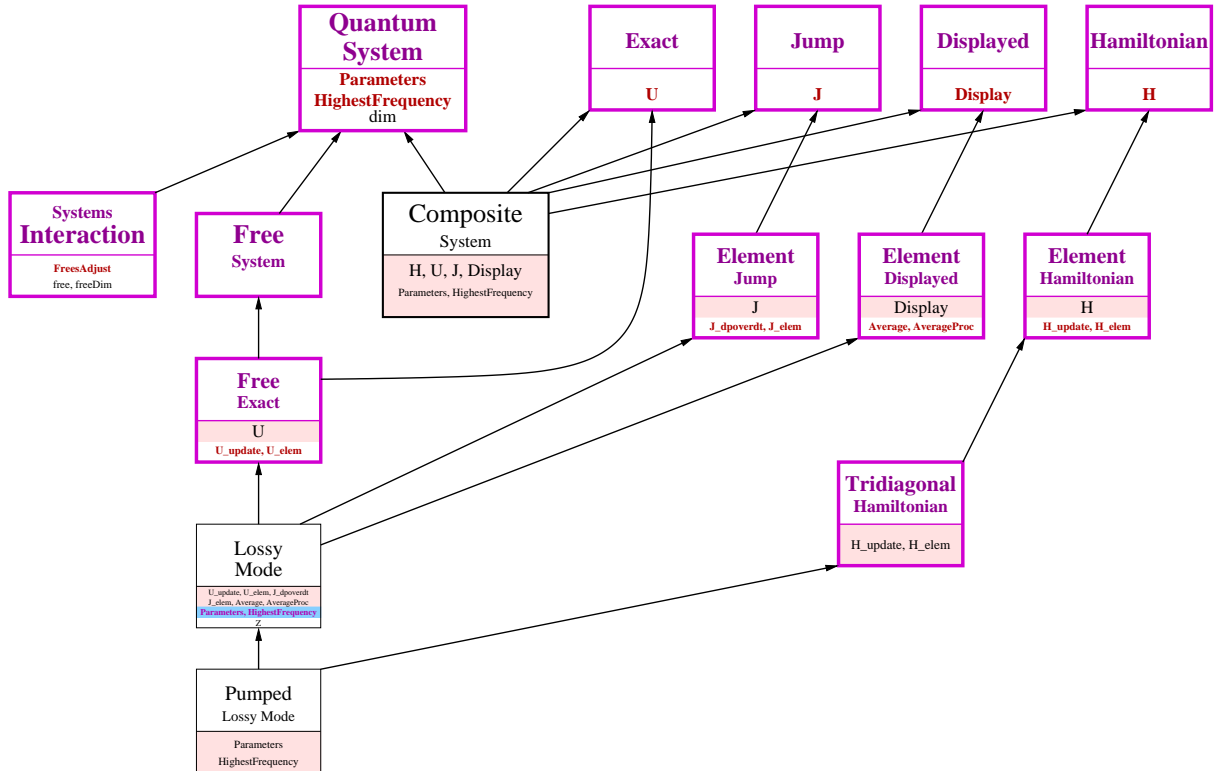 Quantum
System
Parameters
HighestFrequency
dim
Exact
U
Jump
J
Displayed
Display
Hamiltonian
H
Systems
Interaction
FreesAdjust
free, freeDim
Free
System
Composite
System
H, U, J, Display
Parameters, HighestFrequency
Element
Jump
J
J_dpoverdt, J_elem
Element
Displayed
Display
Average, AverageProc
Element
Hamiltonian
H
H_update, H_elem
Free
Exact
U
U_update, U_elem
Tridiagonal
Hamiltonian
H_update, H_elem
Lossy
Mode
U_update, U_elem, J_dpoverdt
J_elem, Average, AverageProc
Parameters, HighestFrequency
Z
Pumped
Lossy Mode
Parameters
HighestFrequency